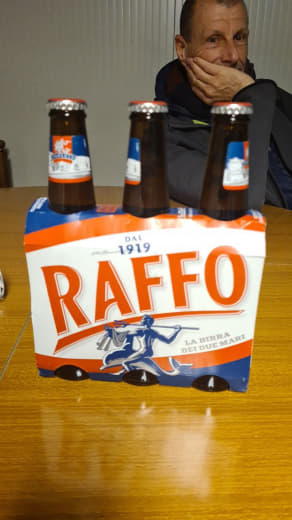 DAL
1919
RAFFO
LA BIRRA
DEI DUE MARI